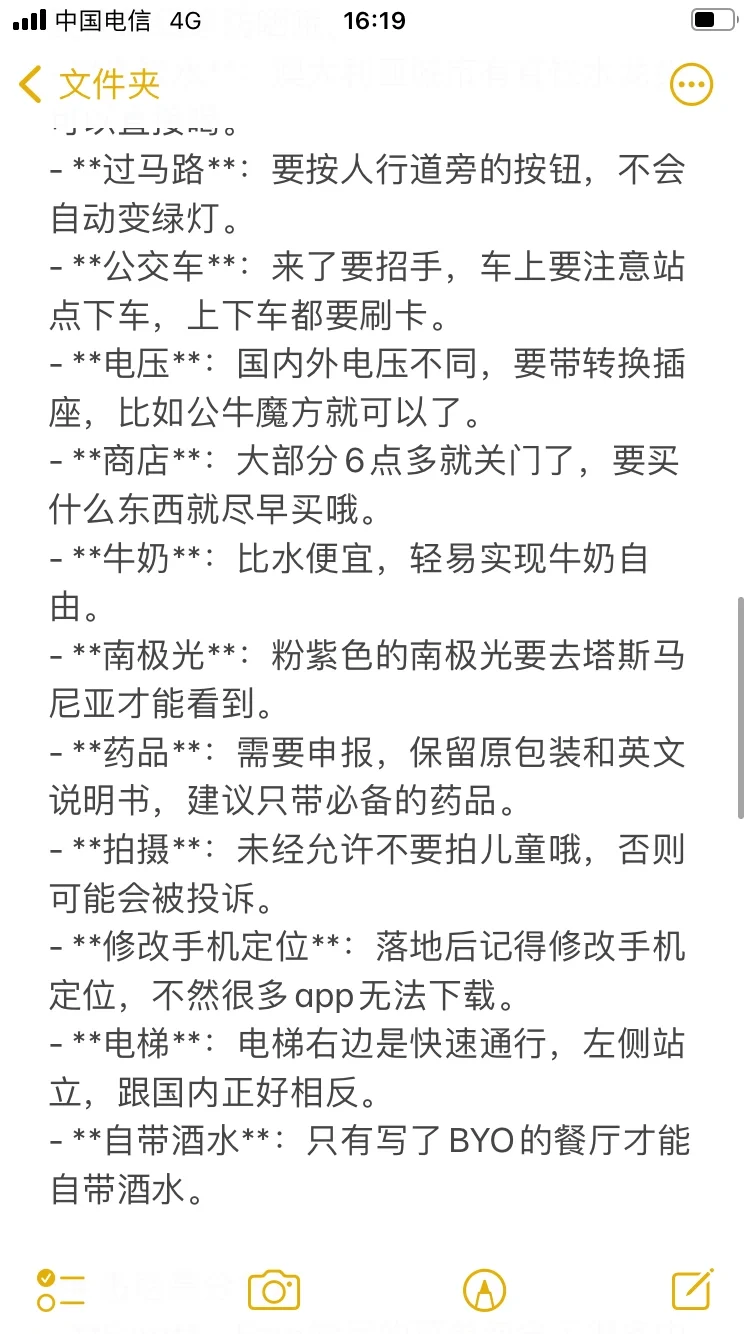 中国电信 4G 16:19
文件夹
可以直接喝。
- **过马路**：要按人行道旁的按钮，不会
自动变绿灯。
- **公交车**：来了要招手，车上要注意站
点下车，上下车都要刷卡。
- **电压**：国内外电压不同，要带转换插
座，比如公牛魔方就可以了。
- **商店**：大部分6点多就关门了，要买
什么东西就尽早买哦。
- **牛奶**：比水便宜，轻易实现牛奶自
由。
- **南极光**：粉紫色的南极光要去塔斯马
尼亚才能看到。
- **药品**：需要申报，保留原包装和英文
说明书，建议只带必备的药品。
- **拍摄**：未经允许不要拍儿童哦，否则
可能会被投诉。
- **修改手机定位**：落地后记得修改手机
定位，不然很多app无法下载。
- **电梯**：电梯右边是快速通行，左侧站
立，跟国内正好相反。
- **自带酒水**：只有写了BYO的餐厅才能
自带酒水。